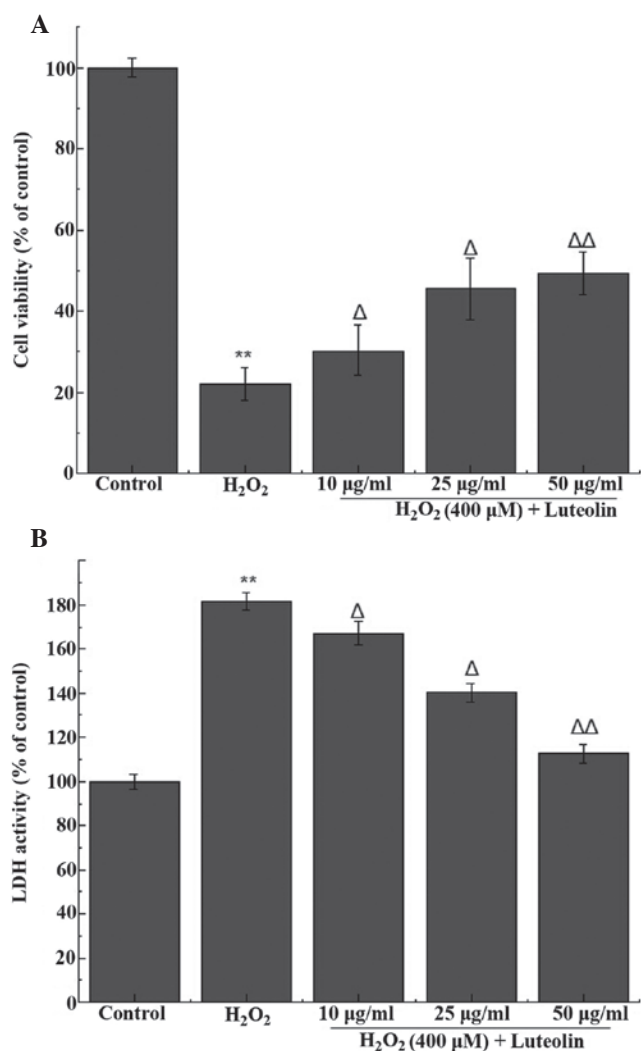 A
Cell viability (% of control)
100
80
60
40
20
0
**
Δ
Δ
ΔΔ
Control H₂O₂ 10 µg/ml 25 µg/ml 50 µg/ml
H₂O₂ (400 µM) + Luteolin
B
LDH activity (% of control)
180
160
140
120
100
80
60
40
20
0
**
Δ
Δ
ΔΔ
Control H₂O₂ 10 µg/ml 25 µg/ml 50 µg/ml
H₂O₂ (400 µM) + Luteolin